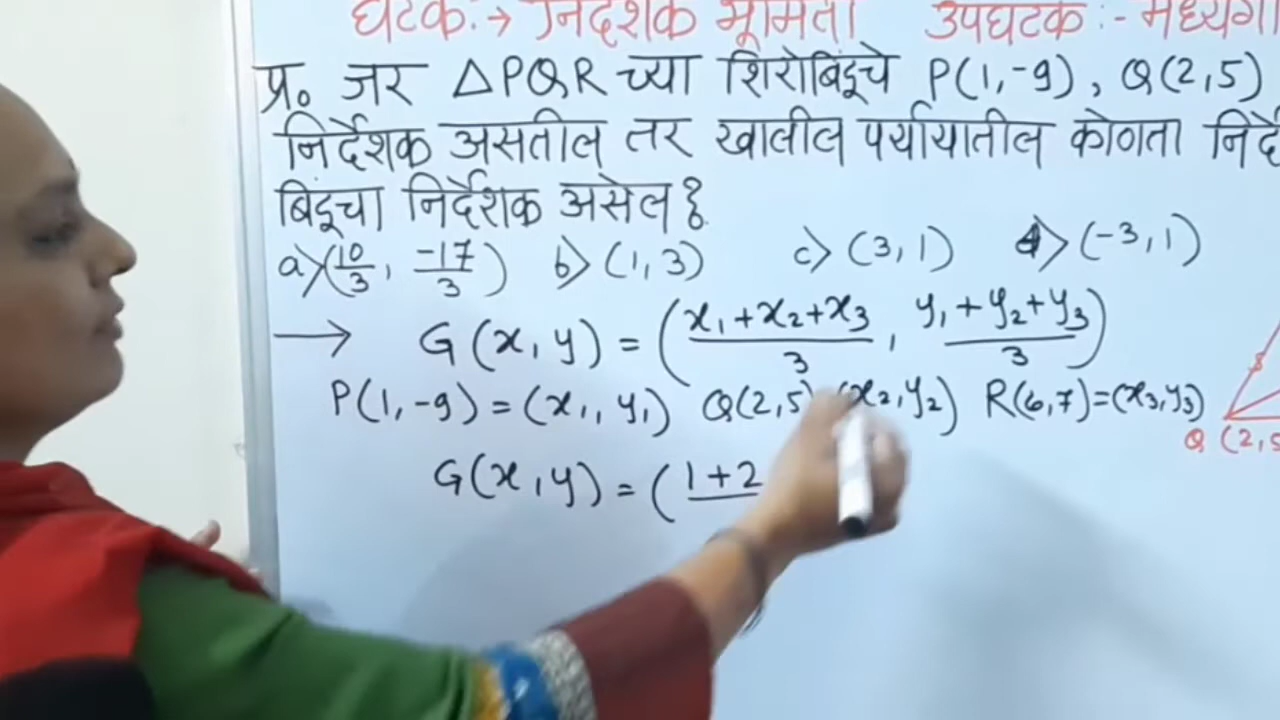 घटक:→ निर्देशक भूमिती उपघटक:- मध्यगा
प्र० जर △PQR च्या शिरोबिंदूचे P(1,-9), Q(2,5)
निर्देशक असतील तर खालील पर्यायातील कोणता निर्दे
बिंदूचा निर्देशक असेल?
a) (10/3, -17/3) b) (1,3) c) (3,1) d) (-3,1)
→ G(x,y) = (x₁+x₂+x₃/3, y₁+y₂+y₃/3)
P(1,-9)=(x₁,y₁) Q(2,5) (x₂,y₂) R(6,7)=(x₃,y₃)
Q (2,5
G(x,y) = (1+2